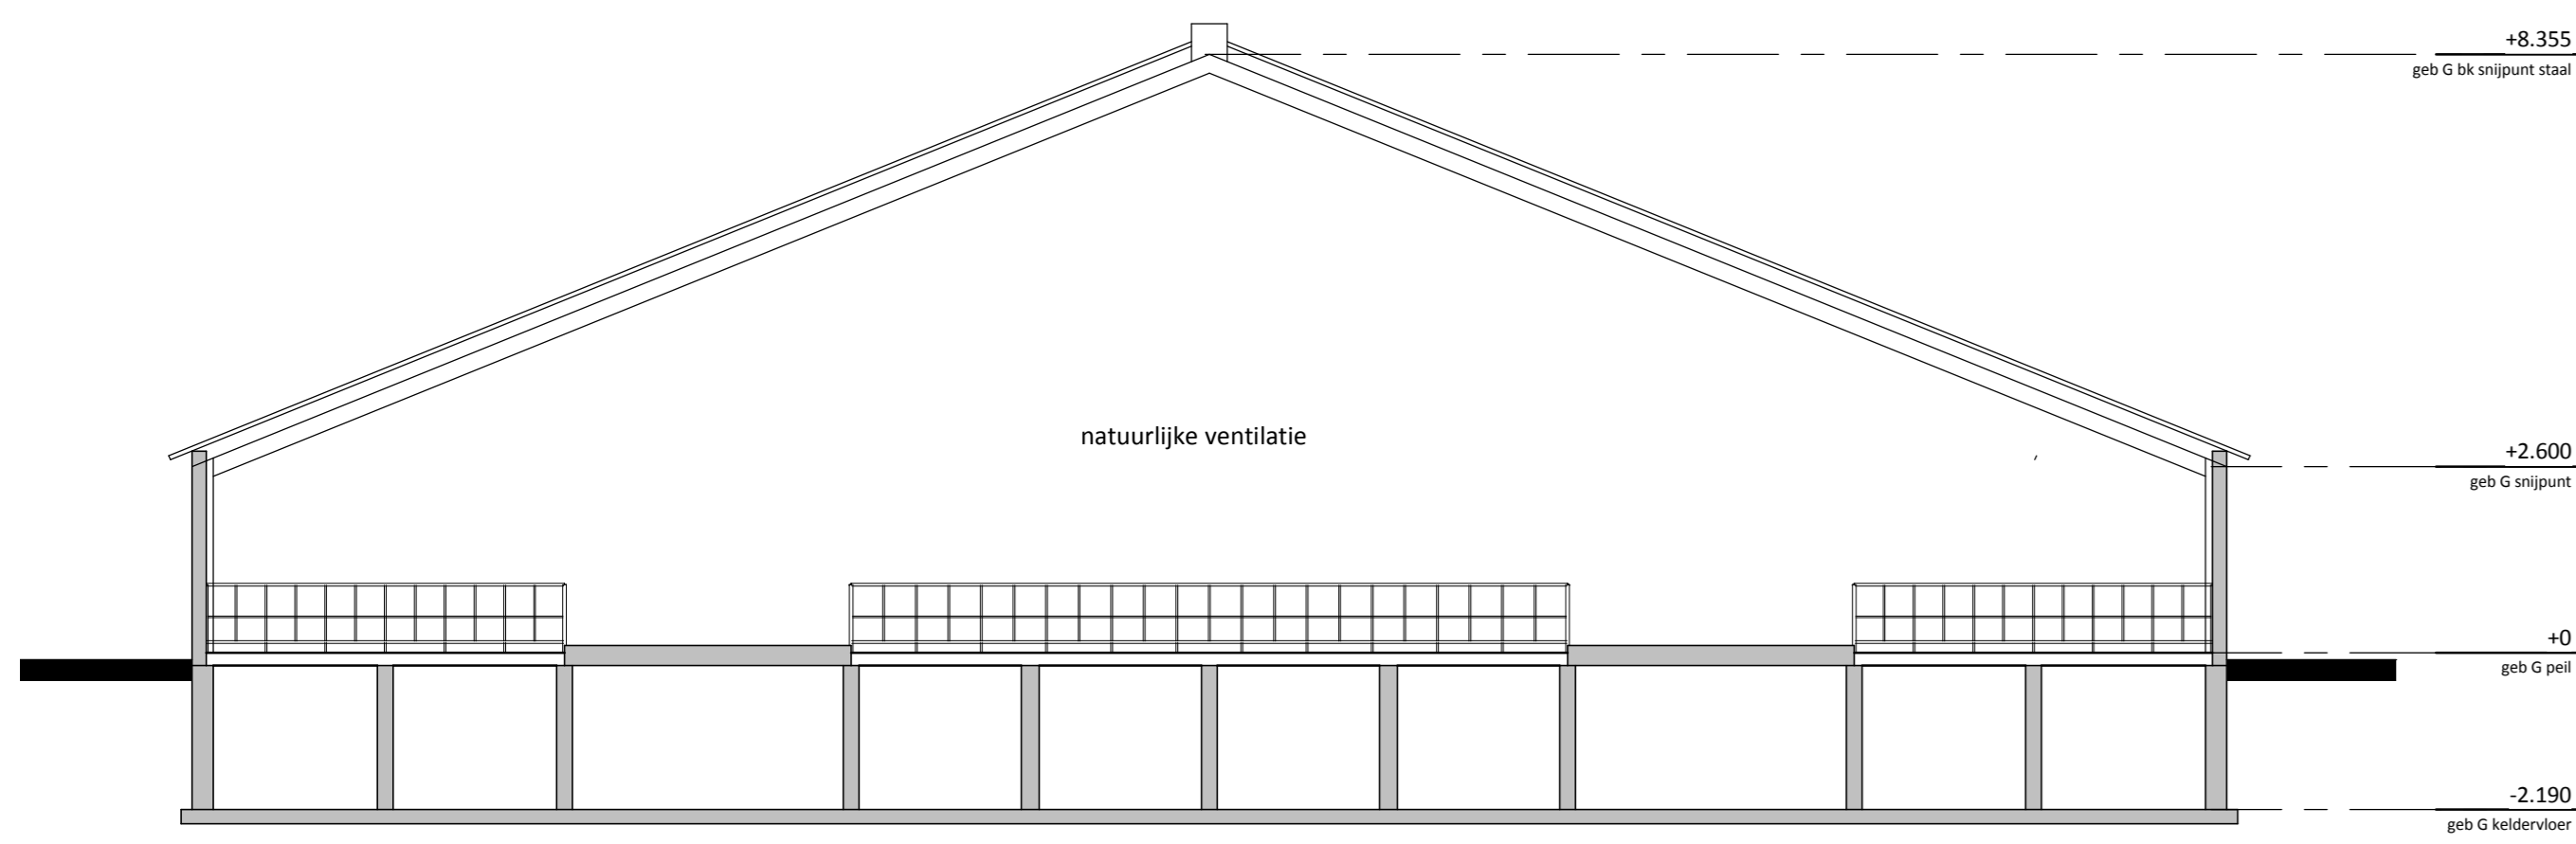 +8.355
geb G bk snijpunt staal
natuurlijke ventilatie
+2.600
geb G snijpunt
+0
geb G peil
-2.190
geb G keldervloer